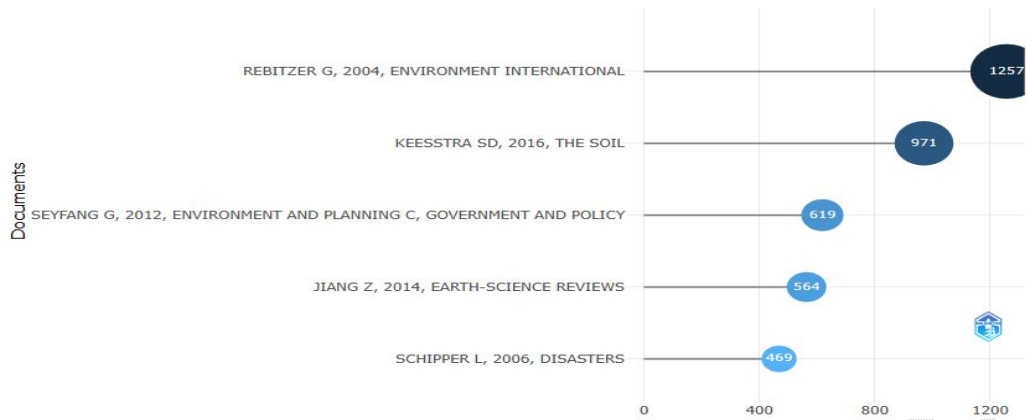 REBITZER G, 2004, ENVIRONMENT INTERNATIONAL
1257
KEESSTRA SD, 2016, THE SOIL
971
Documents
SEYFANG G, 2012, ENVIRONMENT AND PLANNING C, GOVERNMENT AND POLICY
619
JIANG Z, 2014, EARTH-SCIENCE REVIEWS
564
SCHIPPER L, 2006, DISASTERS
469
0 400 800 1200